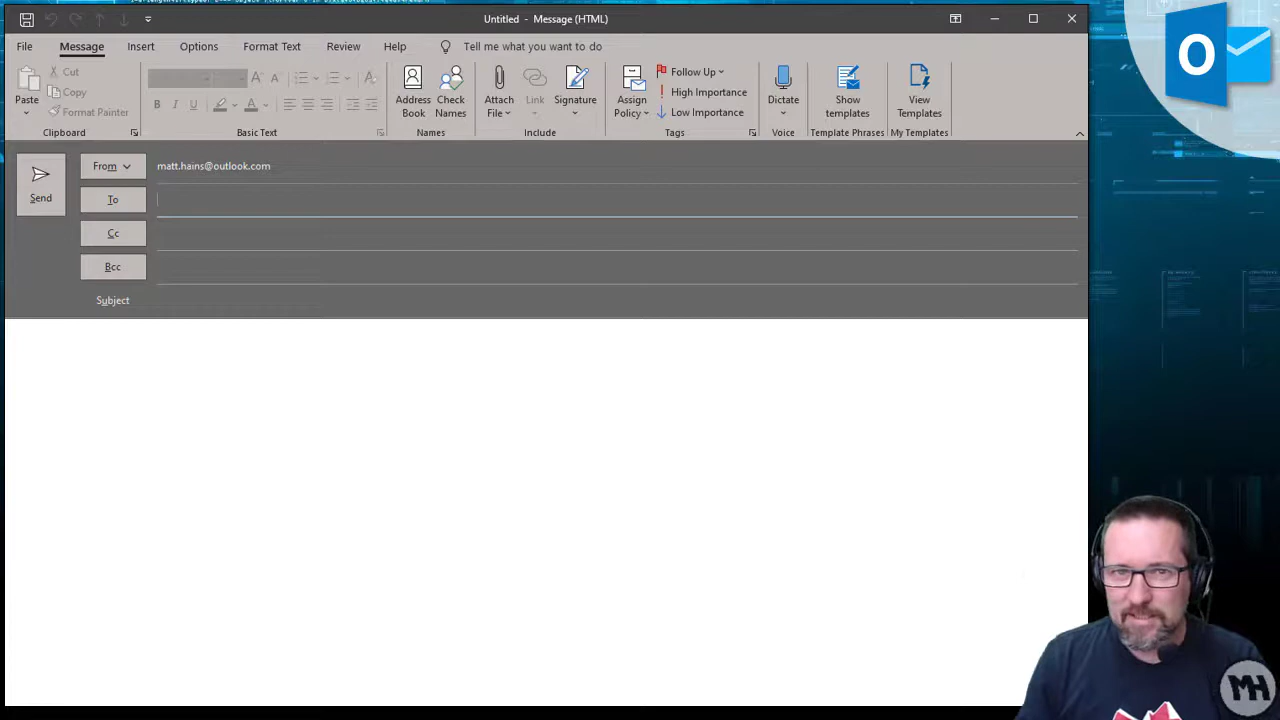 Untitled - Message (HTML)
File Message Insert Options Format Text Review Help Tell me what you want to do
Paste Cut Copy Format Painter
Clipboard
B I U A
Basic Text
Address Book
Check Names
Names
Attach File
Link
Signature
Include
Assign Policy
Follow Up
High Importance
Low Importance
Tags
Dictate
Voice
Show templates
Template Phrases
View Templates
My Templates
Send
From matt.hains@outlook.com
To
Cc
Bcc
Subject
O
MH